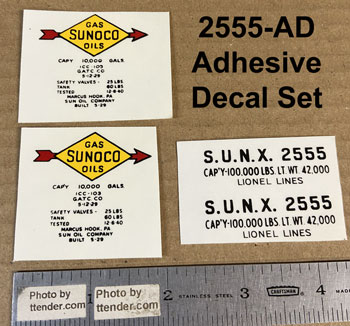 GAS
SUNOCO
OILS
CAP'Y 10,000 GALS.
ICC-103
GATC CO
5-12-29
SAFETY VALVES - 25 LBS
TANK 60 LBS
TESTED 12-6-40
MARCUS HOOK, PA
SUN OIL COMPANY
BUILT 5-29
2555-AD
Adhesive
Decal Set
GAS
SUNOCO
OILS
CAP'Y 10,000 GALS.
ICC-103
GATC CO
5-12-29
SAFETY VALVES - 25 LBS
TANK 60 LBS
TESTED 12-6-40
MARCUS HOOK, PA
SUN OIL COMPANY
BUILT 5-29
S.U.N.X. 2555
CAP'Y-100,000 LBS. LT. WT. 42,000
LIONEL LINES
S.U.N.X. 2555
CAP'Y-100,000 LBS. LT. WT. 42,000
LIONEL LINES
1 2 STAINLESS STEEL 3 CRAFTSMAN 4
Photo by
ttender.com
Photo by
ttender.com